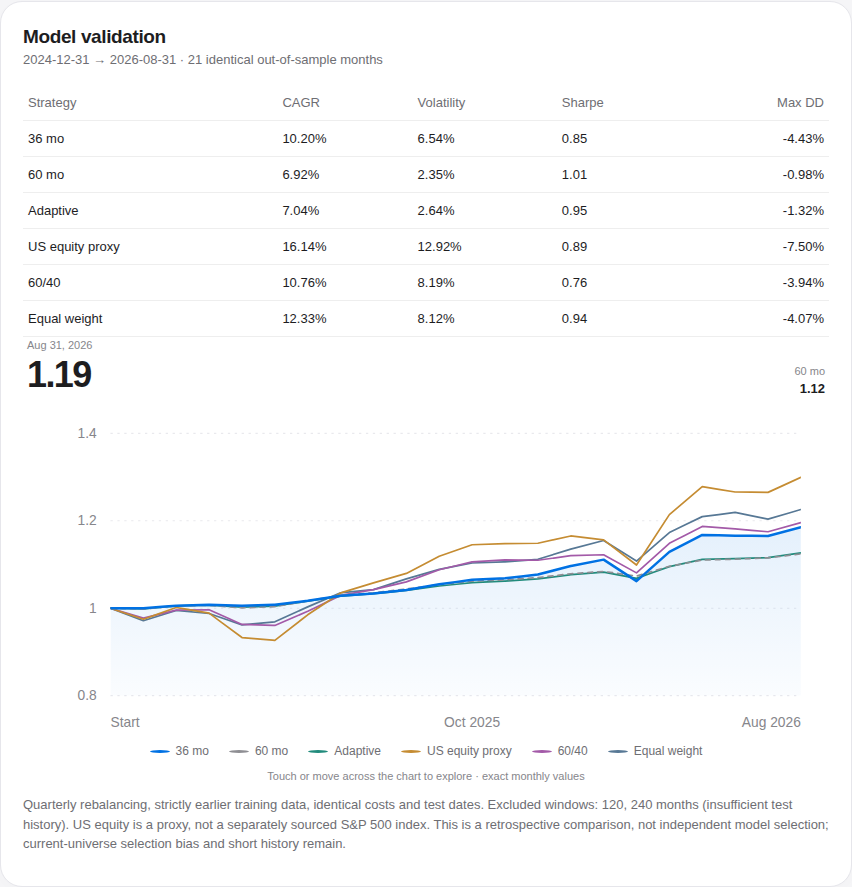 Model validation
2024-12-31 → 2026-08-31 · 21 identical out-of-sample months
Strategy CAGR Volatility Sharpe Max DD
36 mo 10.20% 6.54% 0.85 -4.43%
60 mo 6.92% 2.35% 1.01 -0.98%
Adaptive 7.04% 2.64% 0.95 -1.32%
US equity proxy 16.14% 12.92% 0.89 -7.50%
60/40 10.76% 8.19% 0.76 -3.94%
Equal weight 12.33% 8.12% 0.94 -4.07%
Aug 31, 2026
1.19
60 mo
1.12
1.4
1.2
1
0.8
Start Oct 2025 Aug 2026
36 mo 60 mo Adaptive US equity proxy 60/40 Equal weight
Touch or move across the chart to explore · exact monthly values
Quarterly rebalancing, strictly earlier training data, identical costs and test dates. Excluded windows: 120, 240 months (insufficient test
history). US equity is a proxy, not a separately sourced S&P 500 index. This is a retrospective comparison, not independent model selection;
current-universe selection bias and short history remain.